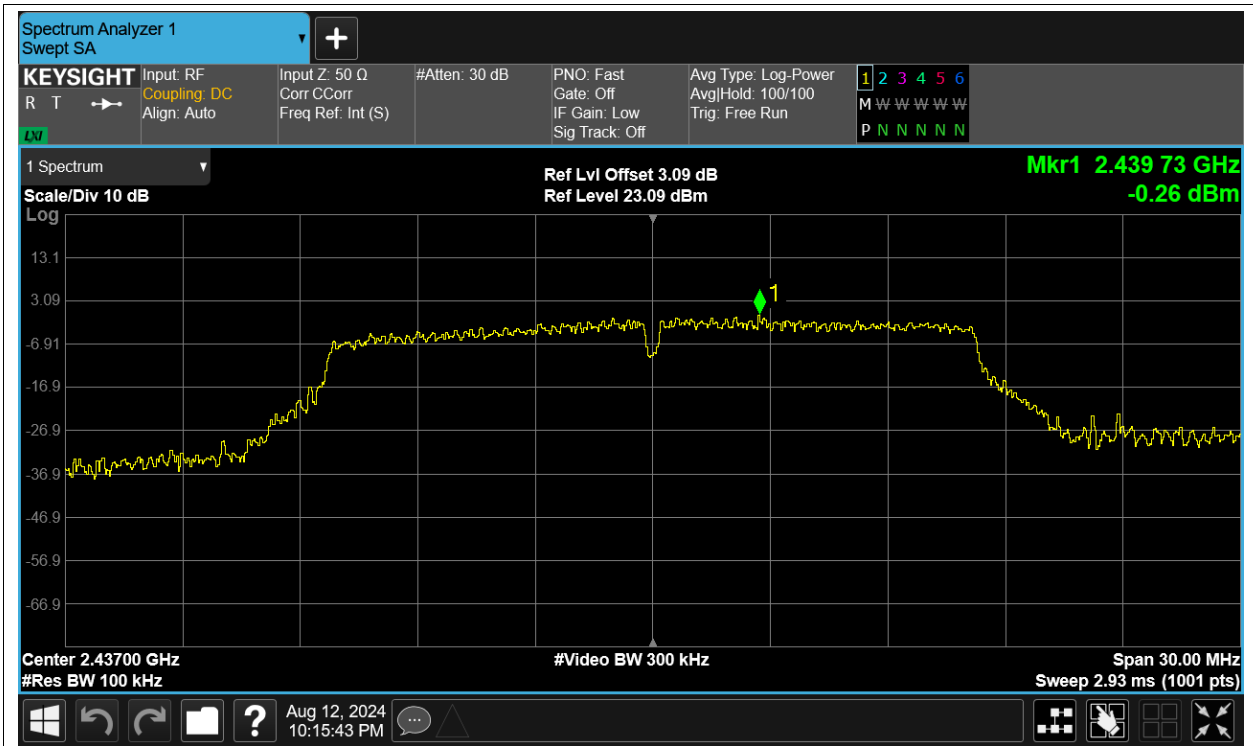 Spectrum Analyzer 1
Swept SA
KEYSIGHT
R T
LXI
Input: RF
Coupling: DC
Align: Auto
Input Z: 50 Ω
Corr CCorr
Freq Ref: Int (S)
#Atten: 30 dB
PNO: Fast
Gate: Off
IF Gain: Low
Sig Track: Off
Avg Type: Log-Power
Avg|Hold: 100/100
Trig: Free Run
1 2 3 4 5 6
M W W W W W
P N N N N N
1 Spectrum
Scale/Div 10 dB
Log
Ref Lvl Offset 3.09 dB
Ref Level 23.09 dBm
Mkr1 2.439 73 GHz
-0.26 dBm
13.1
3.09
-6.91
-16.9
-26.9
-36.9
-46.9
-56.9
-66.9
1
Center 2.43700 GHz
#Res BW 100 kHz
#Video BW 300 kHz
Span 30.00 MHz
Sweep 2.93 ms (1001 pts)
?
Aug 12, 2024
10:15:43 PM